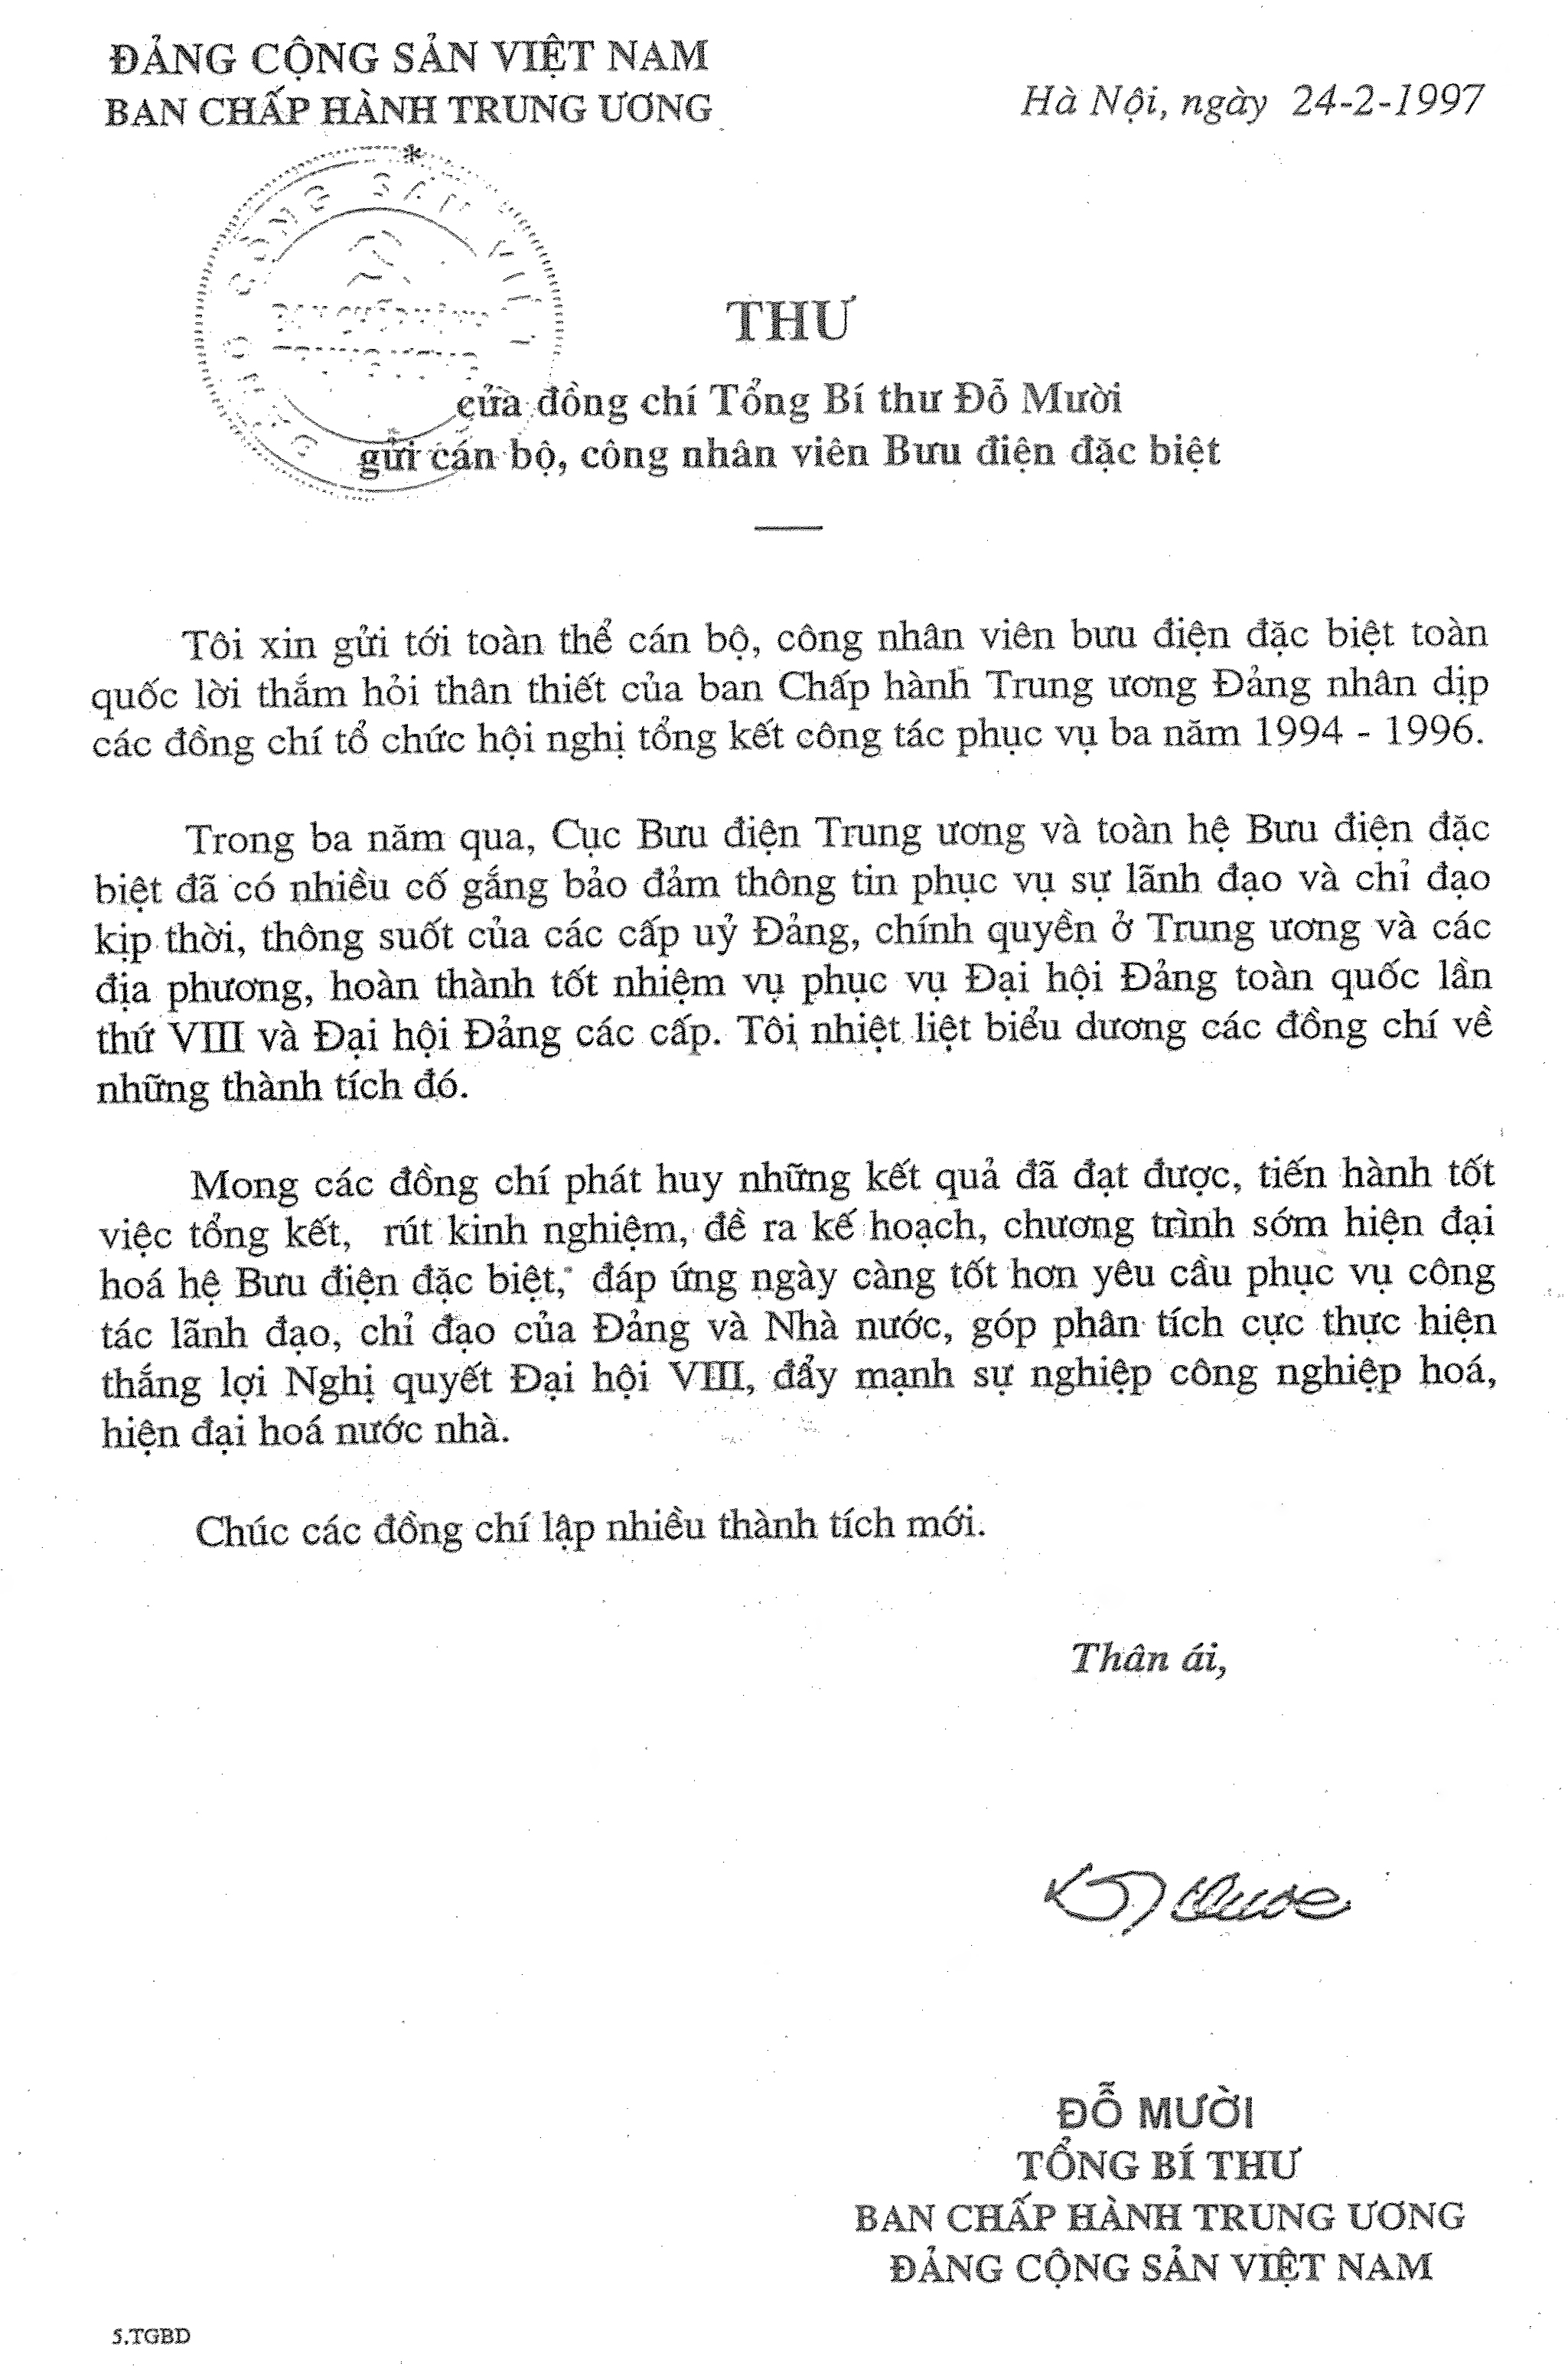 ĐẢNG CỘNG SẢN VIỆT NAM
BAN CHẤP HÀNH TRUNG ƯƠNG
*
Hà Nội, ngày 24-2-1997
CỘNG SẢN VIỆT
THƯ
của đồng chí Tổng Bí thư Đỗ Mười
gửi cán bộ, công nhân viên Bưu điện đặc biệt
Tôi xin gửi tới toàn thể cán bộ, công nhân viên bưu điện đặc biệt toàn
quốc lời thắm hỏi thân thiết của ban Chấp hành Trung ương Đảng nhân dịp
các đồng chí tổ chức hội nghị tổng kết công tác phục vụ ba năm 1994 - 1996.
Trong ba năm qua, Cục Bưu điện Trung ương và toàn hệ Bưu điện đặc
biệt đã có nhiều cố gắng bảo đảm thông tin phục vụ sự lãnh đạo và chỉ đạo
kịp thời, thông suốt của các cấp uỷ Đảng, chính quyền ở Trung ương và các
địa phương, hoàn thành tốt nhiệm vụ phục vụ Đại hội Đảng toàn quốc lần
thứ VIII và Đại hội Đảng các cấp. Tôi nhiệt liệt biểu dương các đồng chí về
những thành tích đó.
Mong các đồng chí phát huy những kết quả đã đạt được, tiến hành tốt
việc tổng kết, rút kinh nghiệm, đề ra kế hoạch, chương trình sớm hiện đại
hoá hệ Bưu điện đặc biệt, đáp ứng ngày càng tốt hơn yêu cầu phục vụ công
tác lãnh đạo, chỉ đạo của Đảng và Nhà nước, góp phân tích cực thực hiện
thắng lợi Nghị quyết Đại hội VIII, đẩy mạnh sự nghiệp công nghiệp hoá,
hiện đại hoá nước nhà.
Chúc các đồng chí lập nhiều thành tích mới.
Thân ái,
ĐỖ MƯỜI
TỔNG BÍ THƯ
BAN CHẤP HÀNH TRUNG ƯƠNG
ĐẢNG CỘNG SẢN VIỆT NAM
5.TGBD